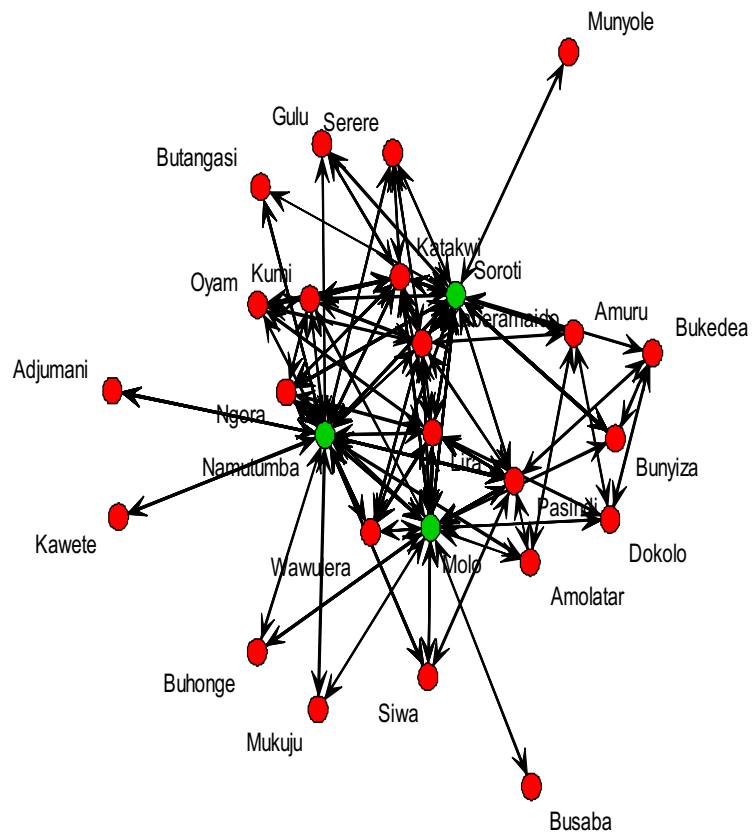 Munyole
Gulu
Serere
Butangasi
Katakwi
Soroti
Oyam
Kumi
Amuru
Bukedea
Adjumani
Ngora
Namutumba
Lira
Bunyiza
Pasindi
Kawete
Dokolo
Wawulera
Molo
Amolatar
Buhonge
Siwa
Mukuju
Busaba